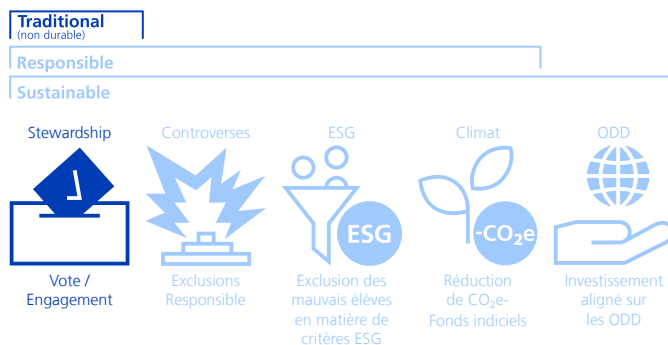 Traditional
(non durable)
Responsible
Sustainable
Stewardship
Controverses
ESG
Climat
ODD
ESG
-CO₂e
Vote /
Engagement
Exclusions
Responsible
Exclusion des
mauvais élèves
en matière de
critères ESG
Réduction
de CO₂e-
Fonds indiciels
Investissement
aligné sur
les ODD